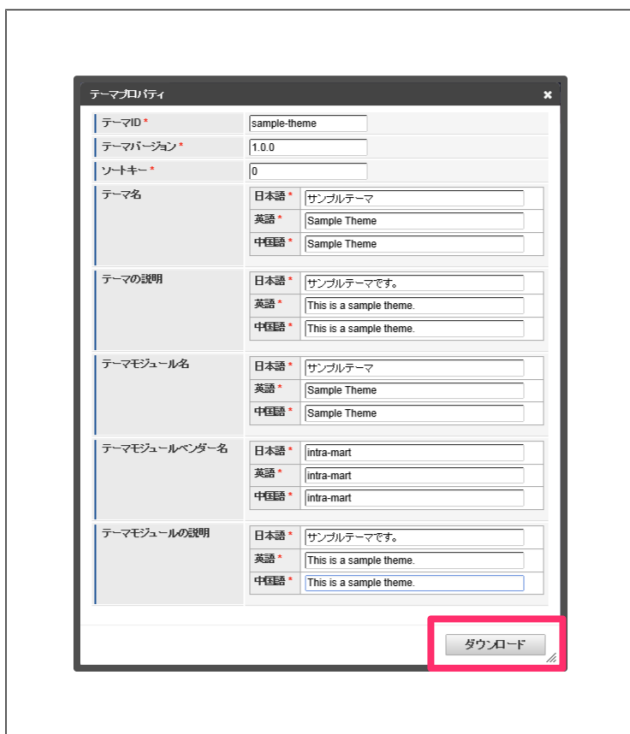 テーマプロパティ ×
テーマID * sample-theme
テーマバージョン * 1.0.0
ソートキー * 0
テーマ名 日本語 * サンプルテーマ
英語 * Sample Theme
中国語 * Sample Theme
テーマの説明 日本語 * サンプルテーマです。
英語 * This is a sample theme.
中国語 * This is a sample theme.
テーマモジュール名 日本語 * サンプルテーマ
英語 * Sample Theme
中国語 * Sample Theme
テーマモジュールベンダー名 日本語 * intra-mart
英語 * intra-mart
中国語 * intra-mart
テーマモジュールの説明 日本語 * サンプルテーマです。
英語 * This is a sample theme.
中国語 * This is a sample theme.
ダウンロード